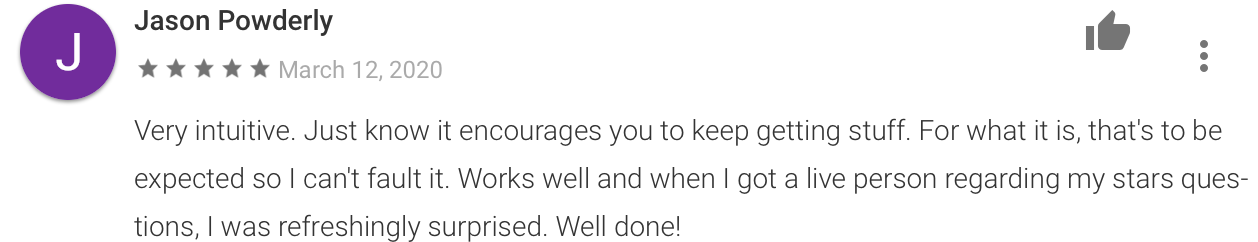 J
Jason Powderly
★★★★★ March 12, 2020
Very intuitive. Just know it encourages you to keep getting stuff. For what it is, that's to be
expected so I can't fault it. Works well and when I got a live person regarding my stars ques-
tions, I was refreshingly surprised. Well done!